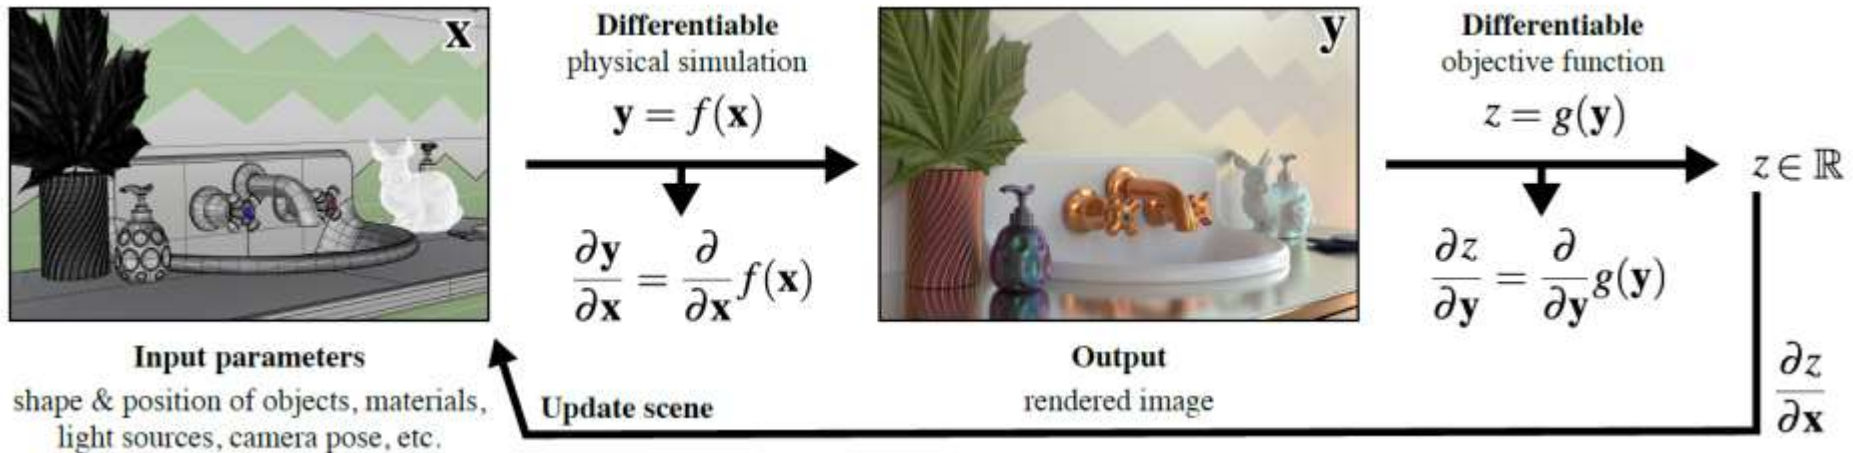 x
Differentiable
physical simulation
y = f(x)
∂y/∂x = ∂/∂x f(x)
y
Differentiable
objective function
z = g(y)
∂z/∂y = ∂/∂y g(y)
z ∈ ℝ
Input parameters
shape & position of objects, materials,
light sources, camera pose, etc.
Update scene
Output
rendered image
∂z/∂x